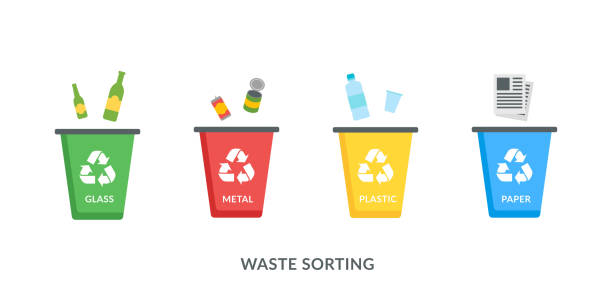 GLASS
METAL
PLASTIC
PAPER
WASTE SORTING